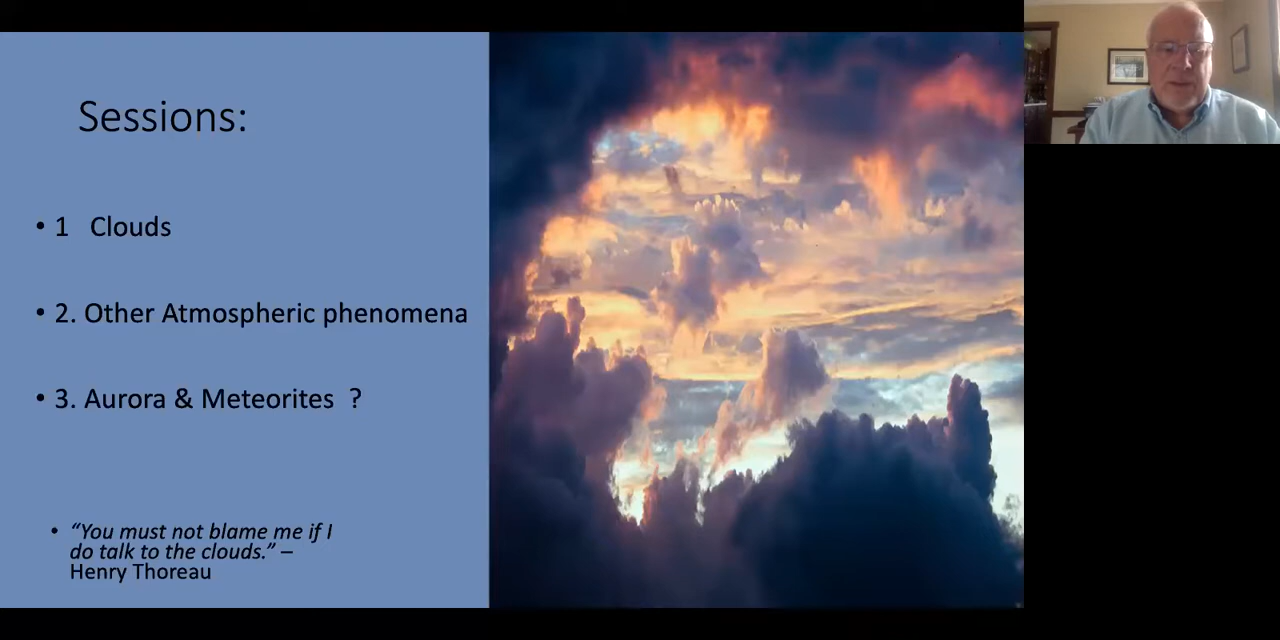 Sessions:
• 1 Clouds
• 2. Other Atmospheric phenomena
• 3. Aurora & Meteorites ?
• “You must not blame me if I
do talk to the clouds.” –
Henry Thoreau